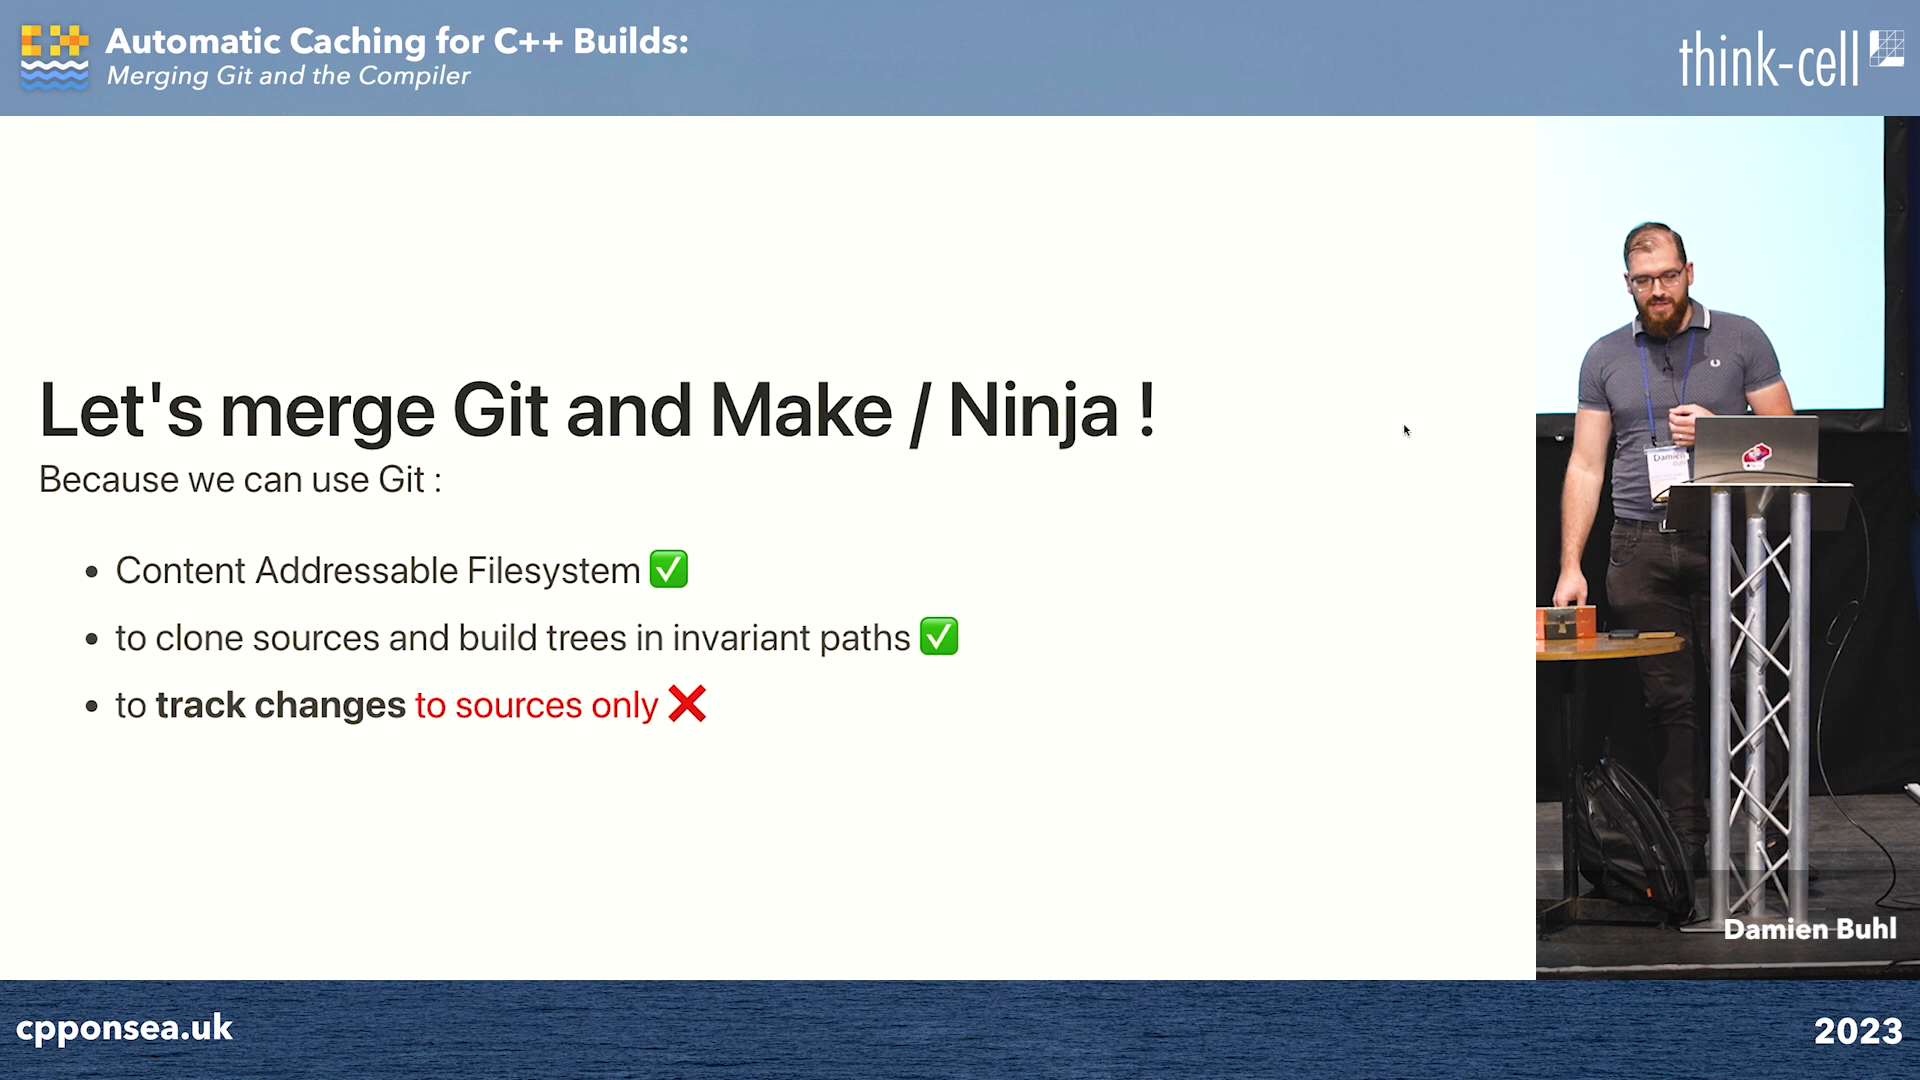 Automatic Caching for C++ Builds:
Merging Git and the Compiler
think-cell
Let's merge Git and Make / Ninja !
Because we can use Git :
• Content Addressable Filesystem ✅
• to clone sources and build trees in invariant paths ✅
• to track changes to sources only ❌
Damien
Buhl
Damien Buhl
cpponsea.uk
2023